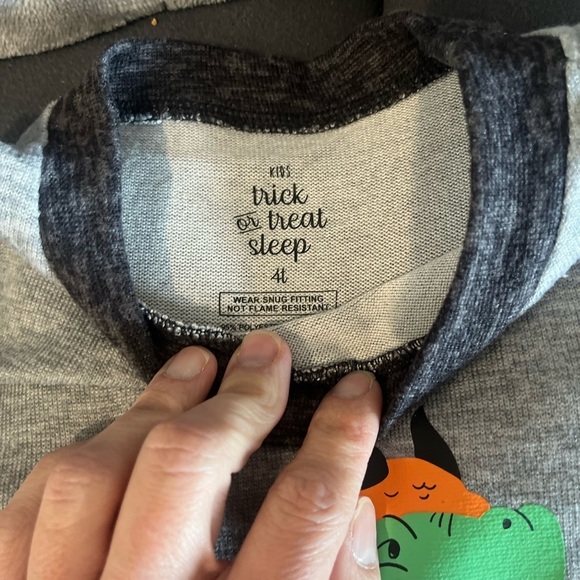 KIDS
trick
or treat
sleep
4t
WEAR SNUG FITTING
NOT FLAME RESISTANT